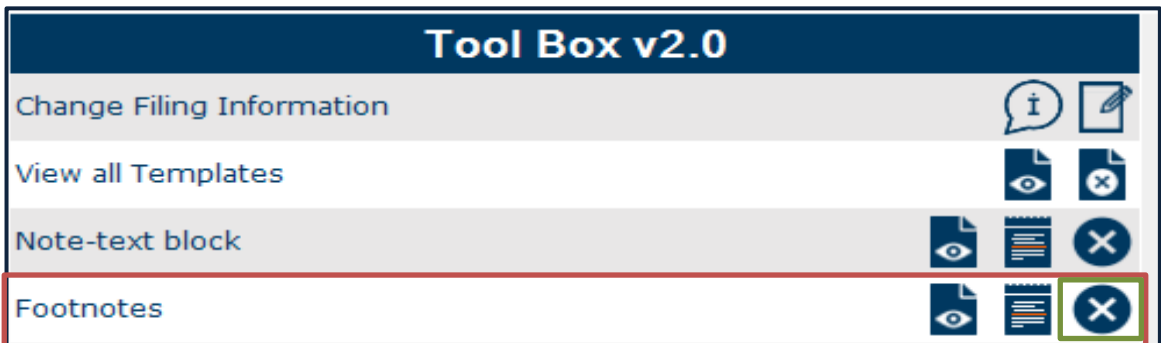 Tool Box v2.0
Change Filing Information
View all Templates
Note-text block
Footnotes